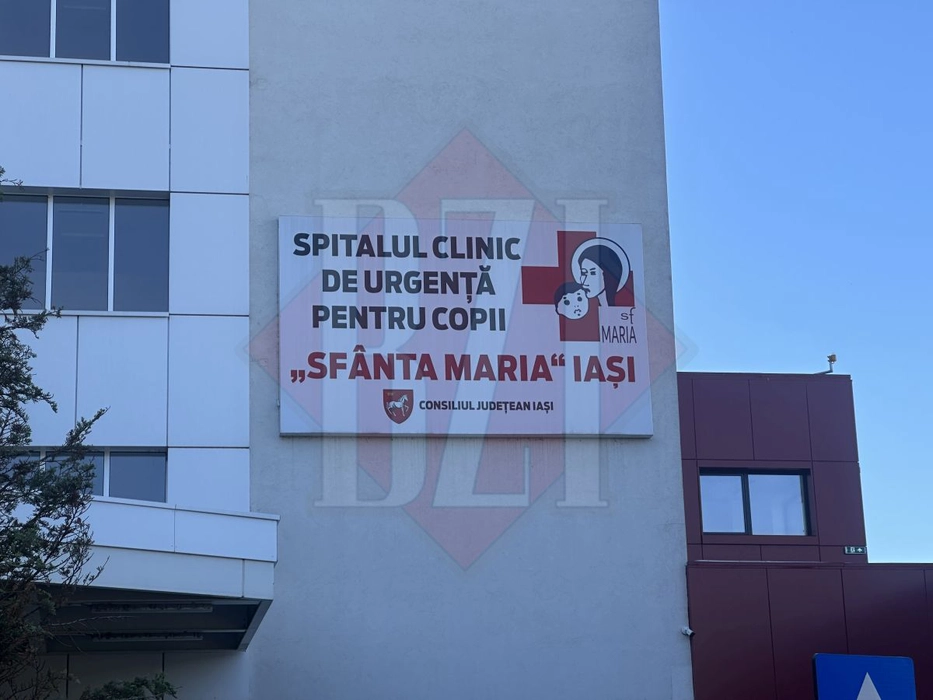 SPITALUL CLINIC
DE URGENȚĂ
PENTRU COPII
„SFÂNTA MARIA“ IAȘI
sf
MARIA
CONSILIUL JUDEȚEAN IAȘI
BZI